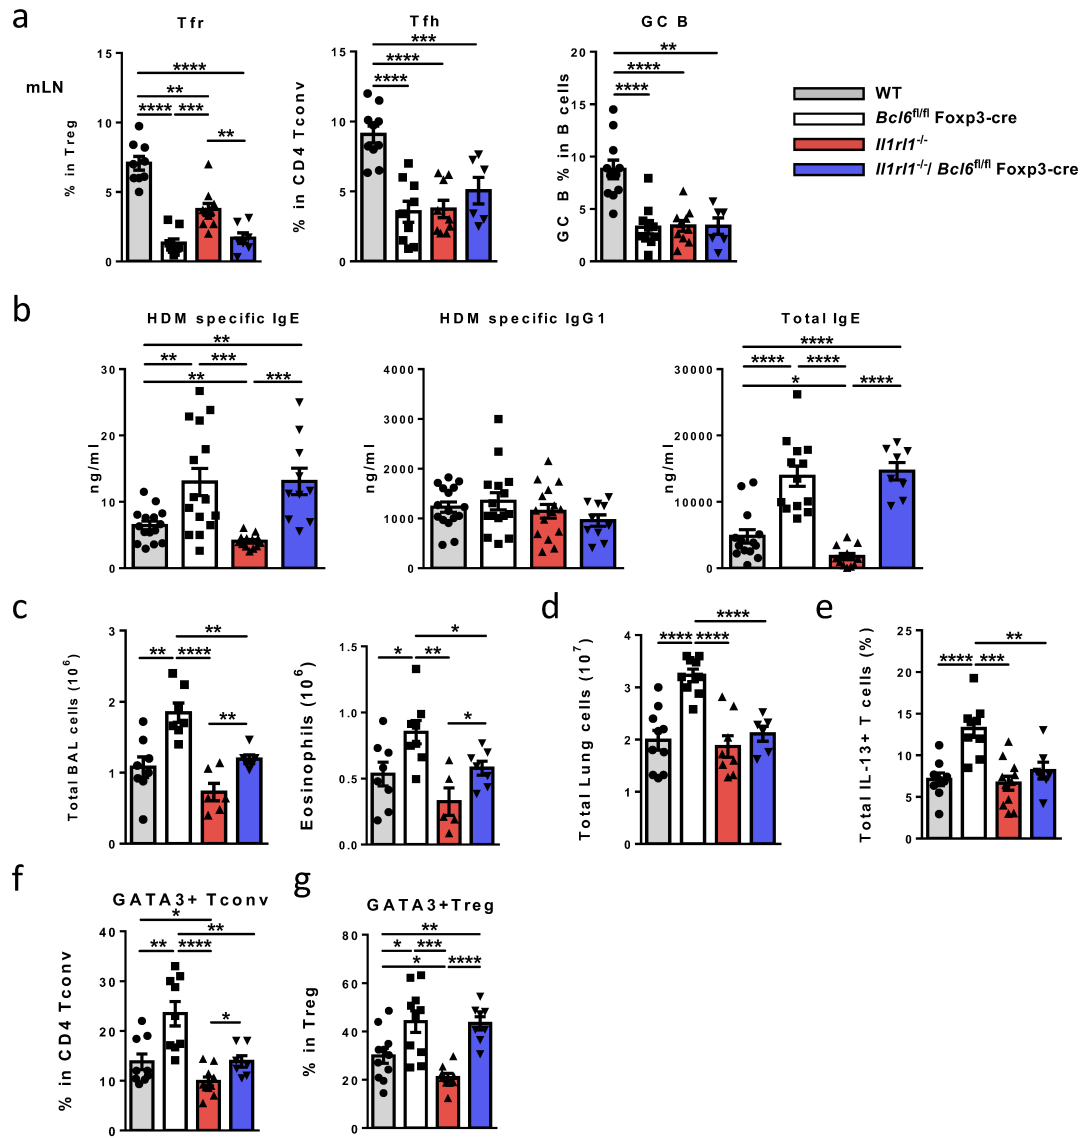 a
Tfr
Tfh
GC B
mLN
% in Treg
15
10
5
0
****
**
**** ***
**
% in CD4 Tconv
15
10
5
0
***
****
****
GC B % in B cells
20
15
10
5
0
**
****
****
WT
Bcl6fl/fl Foxp3-cre
Il1rl1-/-
Il1rl1-/-/ Bcl6fl/fl Foxp3-cre
b
HDM specific IgE
HDM specific IgG1
Total IgE
ng/ml
30
20
10
0
**
** ***
** ***
ng/ml
4000
3000
2000
1000
0
ng/ml
30000
20000
10000
0
****
**** ****
* ****
c
Total BAL cells (10^6)
3
2
1
0
**
** ****
**
Eosinophils (10^6)
1.5
1.0
0.5
0.0
*
* **
*
d
Total Lung cells (10^7)
4
3
2
1
0
****
**** ****
e
Total IL-13+ T cells (%)
25
20
15
10
5
0
**
**** ***
f
GATA3+ Tconv
% in CD4 Tconv
40
30
20
10
0
*
**
** ****
*
g
GATA3+Treg
% in Treg
80
60
40
20
0
**
* ***
* ****